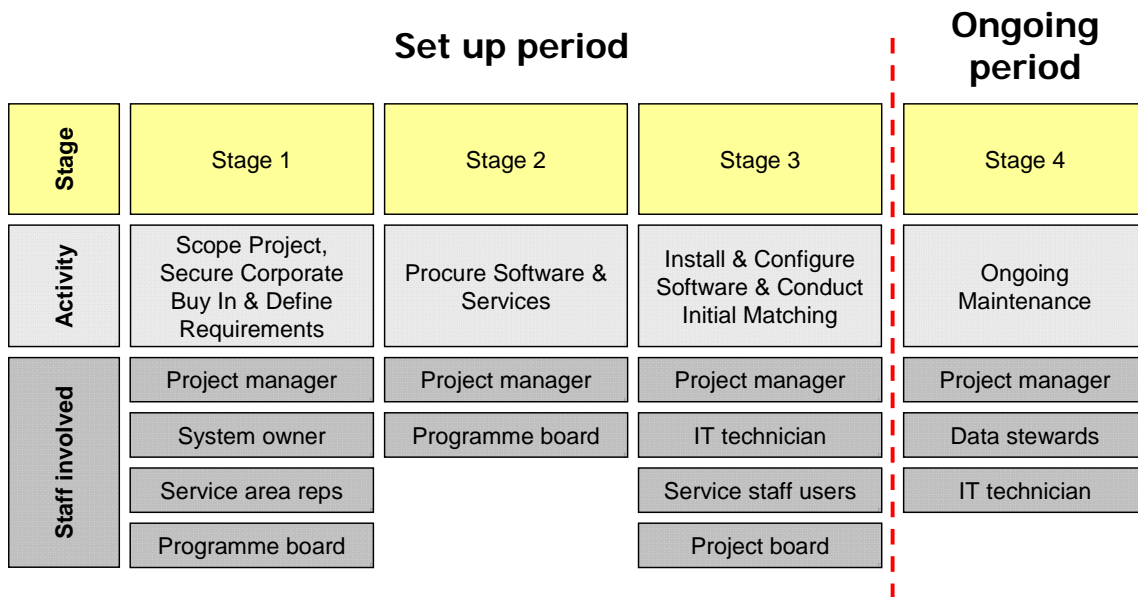 Set up period
Ongoing
period
Stage
Stage 1
Stage 2
Stage 3
Stage 4
Activity
Scope Project,
Secure Corporate
Buy In & Define
Requirements
Procure Software &
Services
Install & Configure
Software & Conduct
Initial Matching
Ongoing
Maintenance
Staff involved
Project manager
Project manager
Project manager
Project manager
System owner
Programme board
IT technician
Data stewards
Service area reps
Service staff users
IT technician
Programme board
Project board